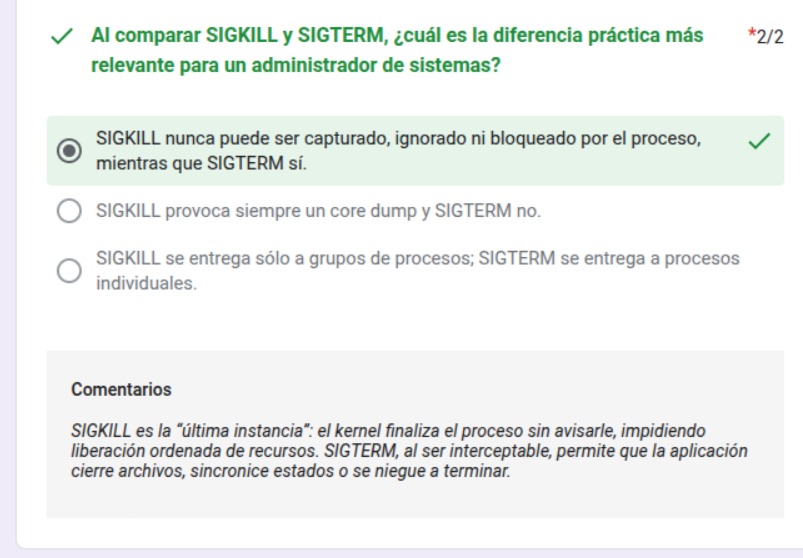 Al comparar SIGKILL y SIGTERM, ¿cuál es la diferencia práctica más *2/2
relevante para un administrador de sistemas?
SIGKILL nunca puede ser capturado, ignorado ni bloqueado por el proceso,
mientras que SIGTERM sí.
SIGKILL provoca siempre un core dump y SIGTERM no.
SIGKILL se entrega sólo a grupos de procesos; SIGTERM se entrega a procesos
individuales.
Comentarios
SIGKILL es la “última instancia”: el kernel finaliza el proceso sin avisarle, impidiendo
liberación ordenada de recursos. SIGTERM, al ser interceptable, permite que la aplicación
cierre archivos, sincronice estados o se niegue a terminar.